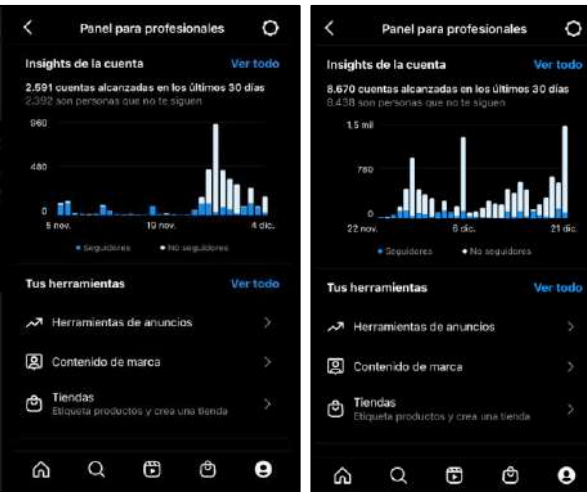 Panel para profesionales
Insights de la cuenta Ver todo
2.591 cuentas alcanzadas en los últimos 30 días
2.392 son personas que no te siguen
960
480
0
5 nov. 19 nov. 4 dic.
Seguidores No seguidores
Tus herramientas Ver todo
Herramientas de anuncios
Contenido de marca
Tiendas
Etiqueta productos y crea una tienda
Panel para profesionales
Insights de la cuenta Ver todo
8.670 cuentas alcanzadas en los últimos 30 días
8.438 son personas que no te siguen
1,5 mil
750
0
22 nov. 6 dic. 21 dic.
Seguidores No seguidores
Tus herramientas Ver todo
Herramientas de anuncios
Contenido de marca
Tiendas
Etiqueta productos y crea una tienda